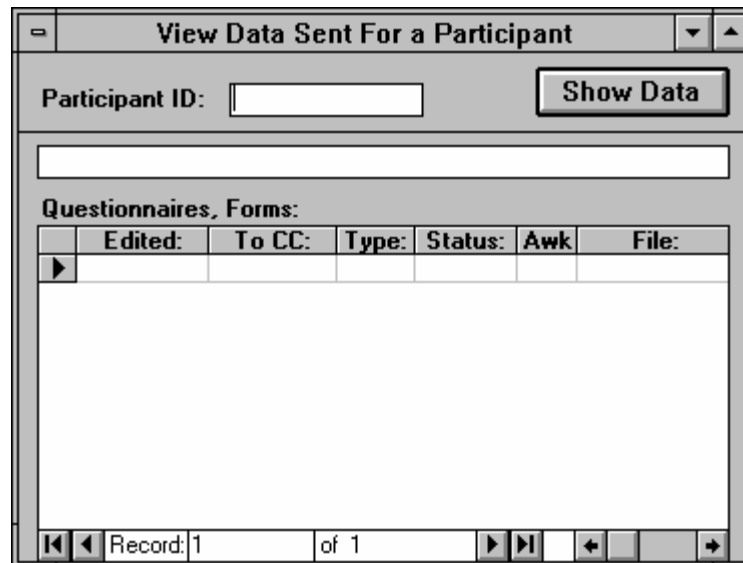 View Data Sent For a Participant
Participant ID: Show Data
Questionnaires, Forms:
Edited: To CC: Type: Status: Awk File:
Record: 1 of 1